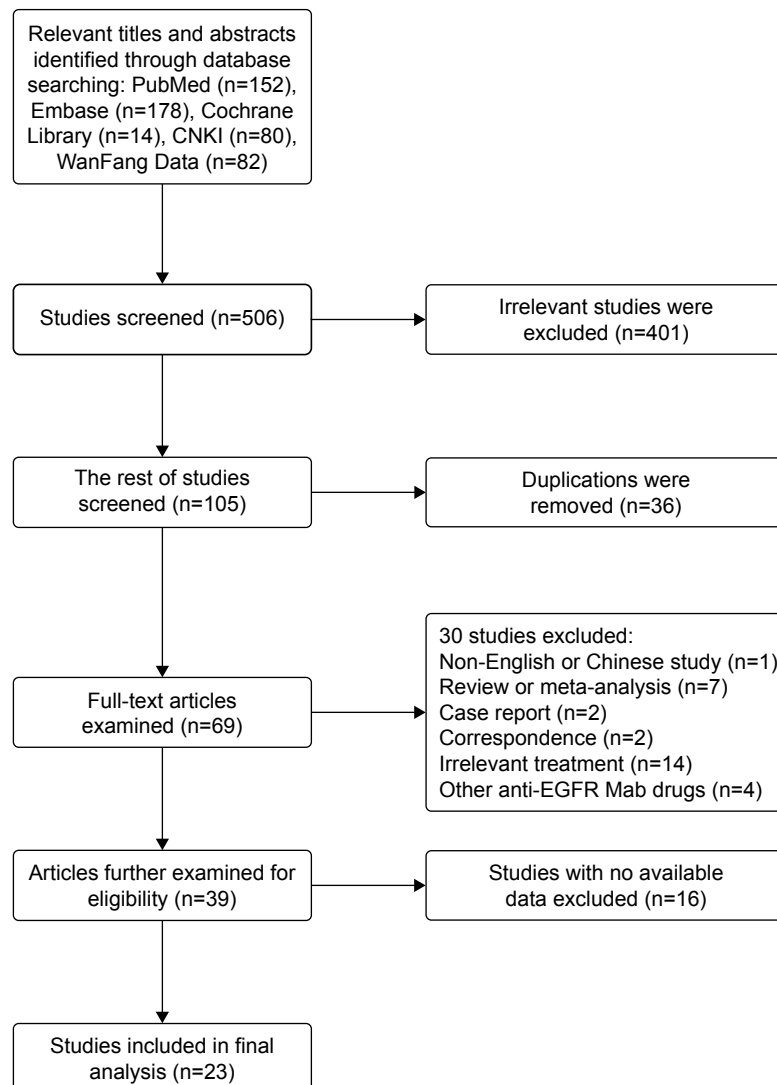 Relevant titles and abstracts
identified through database
searching: PubMed (n=152),
Embase (n=178), Cochrane
Library (n=14), CNKI (n=80),
WanFang Data (n=82)
Studies screened (n=506)
Irrelevant studies were
excluded (n=401)
The rest of studies
screened (n=105)
Duplications were
removed (n=36)
Full-text articles
examined (n=69)
30 studies excluded:
Non-English or Chinese study (n=1)
Review or meta-analysis (n=7)
Case report (n=2)
Correspondence (n=2)
Irrelevant treatment (n=14)
Other anti-EGFR Mab drugs (n=4)
Articles further examined for
eligibility (n=39)
Studies with no available
data excluded (n=16)
Studies included in final
analysis (n=23)